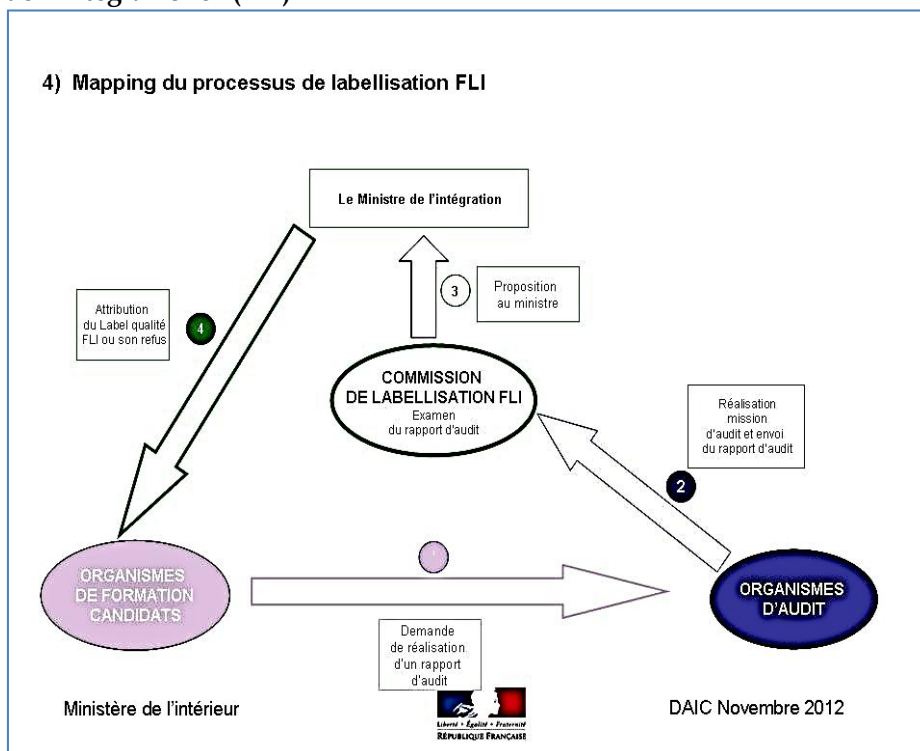 4) Mapping du processus de labellisation FLI
Le Ministre de l'intégration
3
Proposition
au ministre
Attribution
du Label qualité
FLI ou son refus
4
COMMISSION
DE LABELLISATION FLI
Examen
du rapport d'audit
Réalisation
mission
d'audit et envoi
du rapport d'audit
2
ORGANISMES
DE FORMATION
CANDIDATS
ORGANISMES
D'AUDIT
Demande
de réalisation
d'un rapport
d'audit
Ministère de l'intérieur
Liberté • Égalité • Fraternité
RÉPUBLIQUE FRANÇAISE
DAIC Novembre 2012